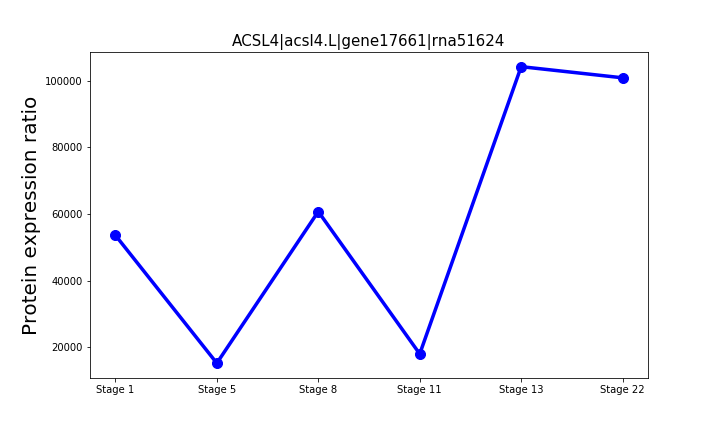 ACSL4|acsl4.L|gene17661|rna51624
Protein expression ratio
100000
80000
60000
40000
20000
Stage 1
Stage 5
Stage 8
Stage 11
Stage 13
Stage 22